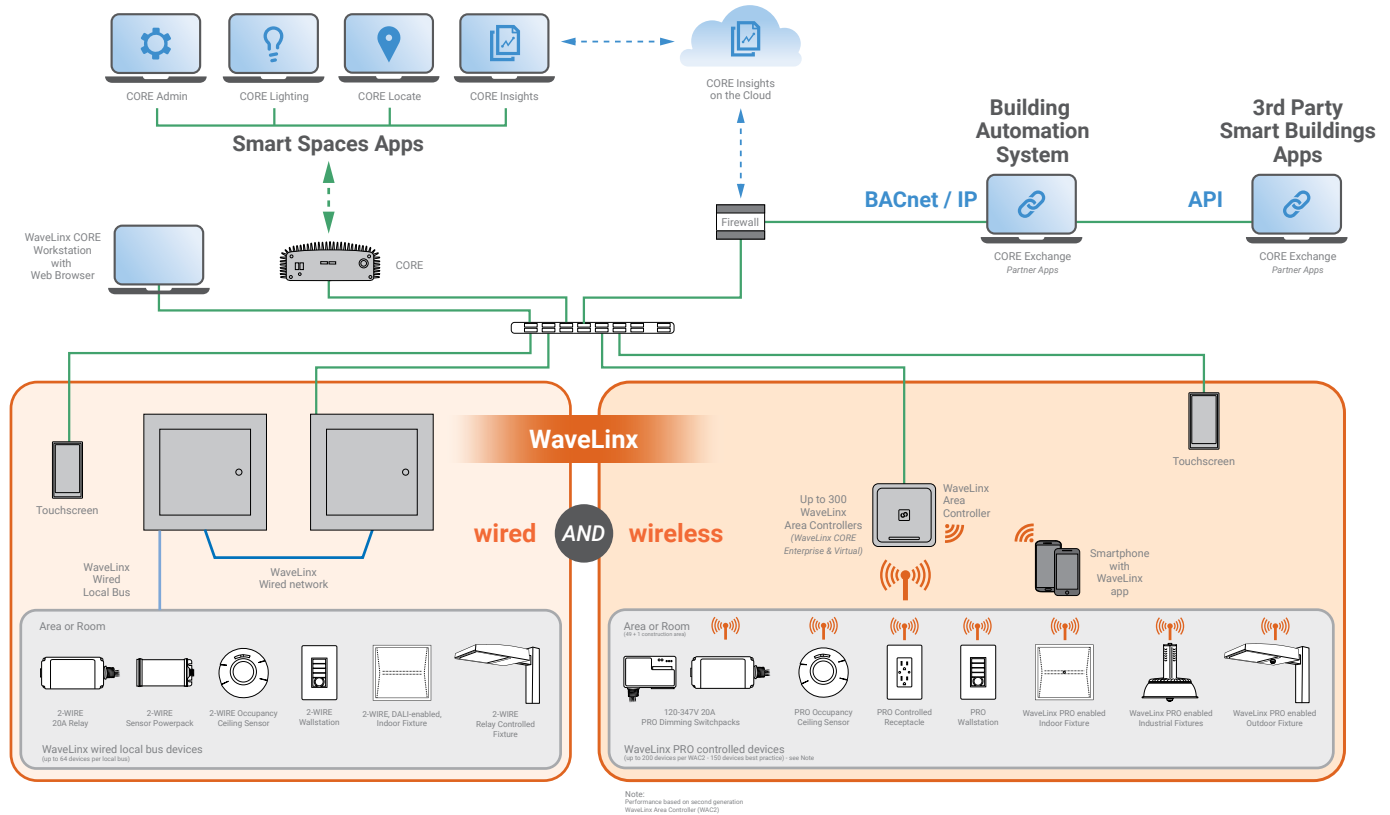 CORE Admin
CORE Lighting
CORE Locate
CORE Insights
CORE Insights
on the Cloud
Smart Spaces Apps
Building
Automation
System
3rd Party
Smart Buildings
Apps
BACnet / IP
API
Firewall
CORE Exchange
Partner Apps
CORE Exchange
Partner Apps
WaveLinx CORE
Workstation
with
Web Browser
CORE
WaveLinx
wired
AND
wireless
Touchscreen
WaveLinx
Wired
Local Bus
WaveLinx
Wired network
Area or Room
2-WIRE
20A Relay
2-WIRE
Sensor Powerpack
2-WIRE Occupancy
Ceiling Sensor
2-WIRE
Wallstation
2-WIRE, DALI-enabled,
Indoor Fixture
2-WIRE
Relay Controlled
Fixture
WaveLinx wired local bus devices
(up to 64 devices per local bus)
Touchscreen
Up to 300
WaveLinx
Area Controllers
(WaveLinx CORE
Enterprise & Virtual)
WaveLinx
Area
Controller
Smartphone
with
WaveLinx
app
Area or Room
(49 + 1 construction area)
120-347V 20A
PRO Dimming Switchpacks
PRO Occupancy
Ceiling Sensor
PRO Controlled
Receptacle
PRO
Wallstation
WaveLinx PRO enabled
Indoor Fixture
WaveLinx PRO enabled
Industrial Fixtures
WaveLinx PRO enabled
Outdoor Fixture
WaveLinx PRO controlled devices
(up to 200 devices per WAC2 - 150 devices best practice) - see Note
Note:
Performance based on second generation
WaveLinx Area Controller (WAC2)